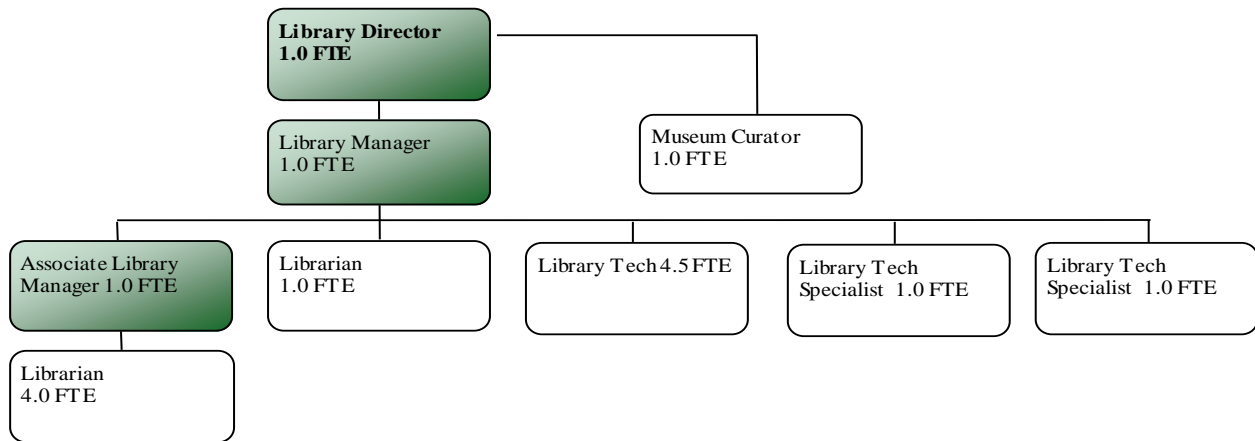 Library Director
1.0 FTE
Library Manager
1.0 FTE
Museum Curator
1.0 FTE
Associate Library
Manager 1.0 FTE
Librarian
1.0 FTE
Library Tech 4.5 FTE
Library Tech
Specialist 1.0 FTE
Library Tech
Specialist 1.0 FTE
Librarian
4.0 FTE